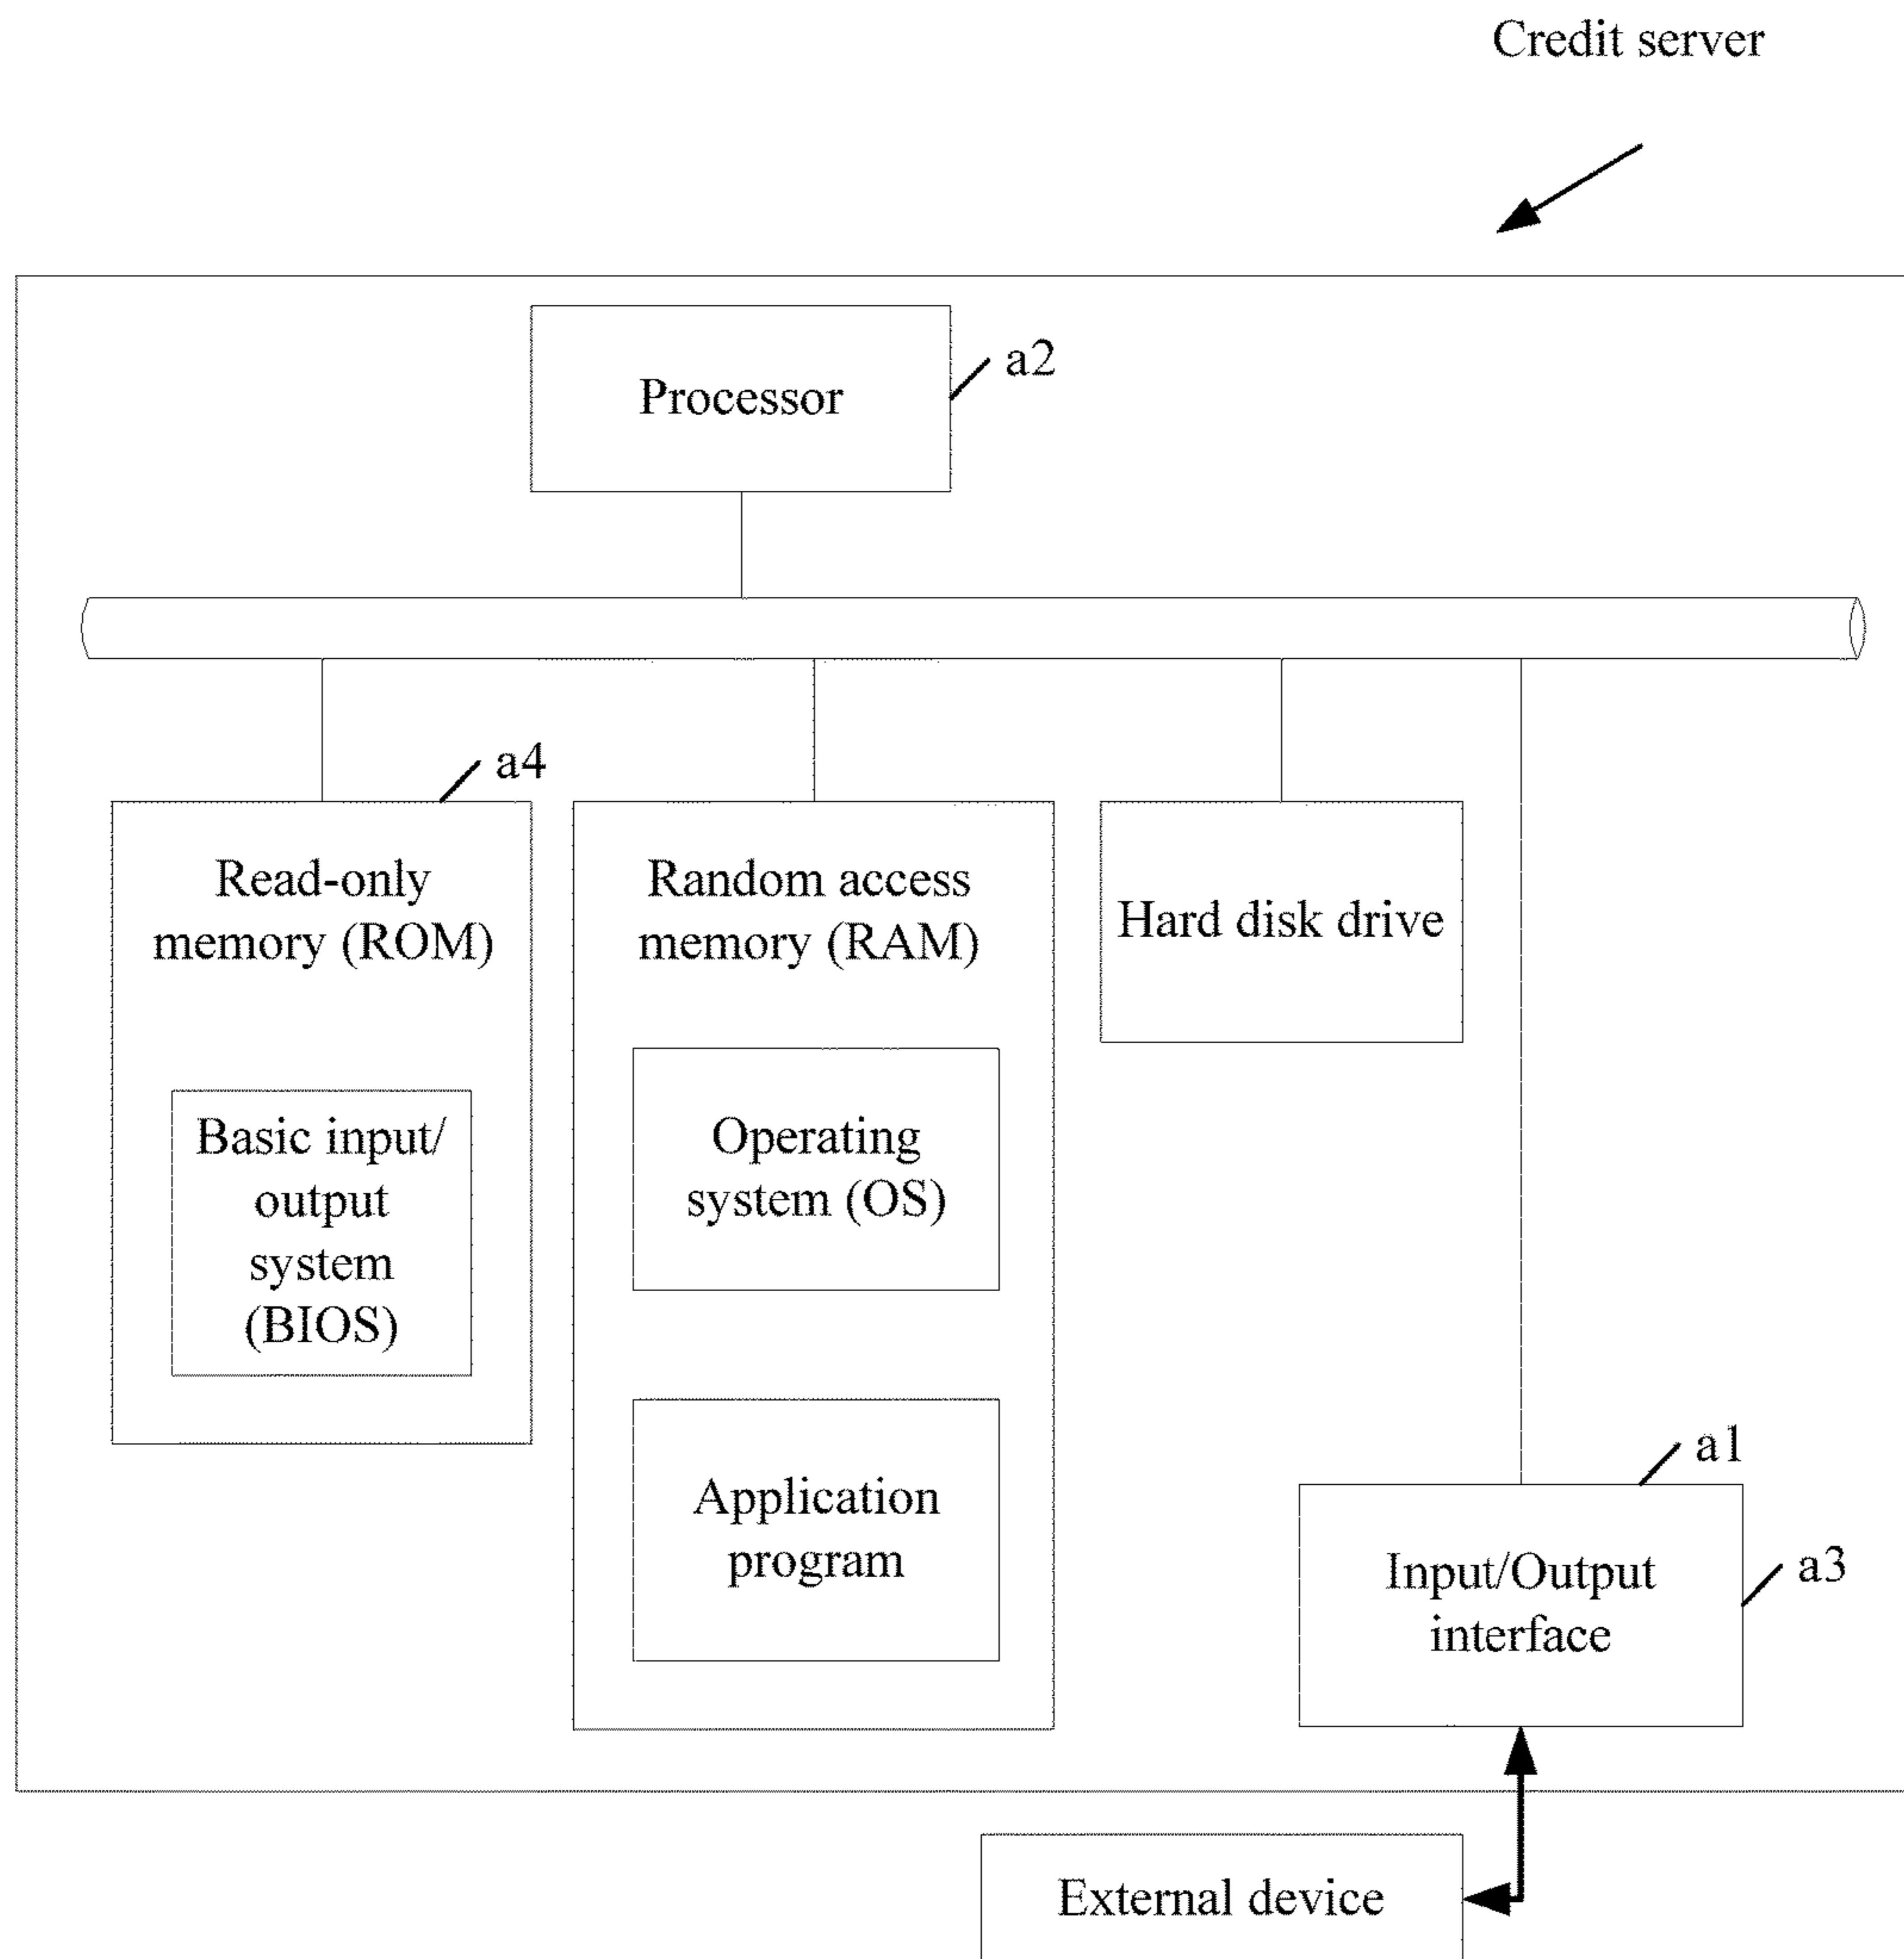 Credit server
Processor
a2
a4
Read-only
memory (ROM)
Basic input/
output
system
(BIOS)
Random access
memory (RAM)
Operating
system (OS)
Application
program
Hard disk drive
a1
Input/Output
interface
a3
External device